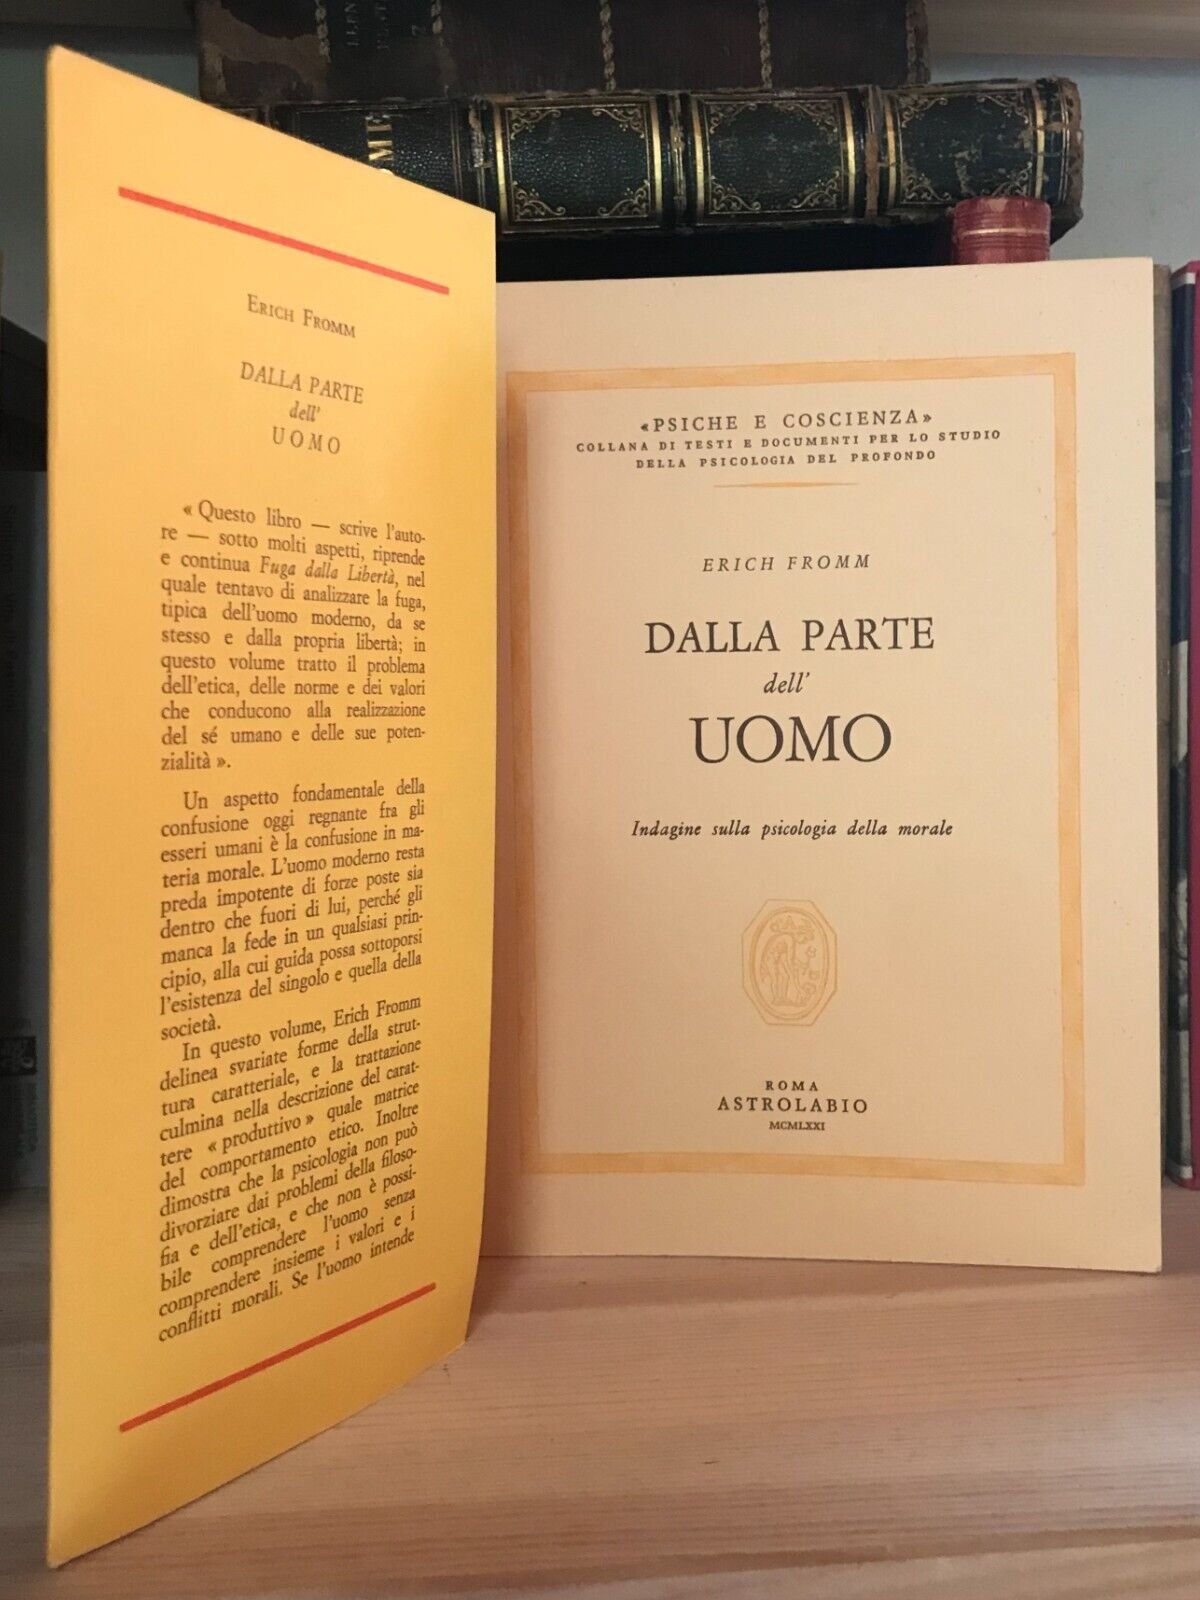 ME
ERICH FROMM
DALLA PARTE
dell'
UOMO
« Questo libro — scrive l'auto-
re — sotto molti aspetti, riprende
e continua Fuga dalla Libertà, nel
quale tentavo di analizzare la fuga,
tipica dell'uomo moderno, da se
stesso e dalla propria libertà; in
questo volume tratto il problema
dell'etica, delle norme e dei valori
che conducono alla realizzazione
del sé umano e delle sue poten-
zialità ».
Un aspetto fondamentale della
confusione oggi regnante fra gli
esseri umani è la confusione in ma-
teria morale. L'uomo moderno resta
preda impotente di forze poste sia
dentro che fuori di lui, perché gli
manca la fede in un qualsiasi prin-
cipio, alla cui guida possa sottoporsi
l'esistenza del singolo e quella della
società.
In questo volume, Erich Fromm
delinea svariate forme della strut-
tura caratteriale, e la trattazione
culmina nella descrizione del carat-
tere « produttivo » quale matrice
del comportamento etico. Inoltre
dimostra che la psicologia non può
divorziare dai problemi della filoso-
fia e dell'etica, e che non è possi-
bile comprendere l'uomo senza
comprendere insieme i valori e i
conflitti morali. Se l'uomo intende
«PSICHE E COSCIENZA»
COLLANA DI TESTI E DOCUMENTI PER LO STUDIO
DELLA PSICOLOGIA DEL PROFONDO
ERICH FROMM
DALLA PARTE
dell'
UOMO
Indagine sulla psicologia della morale
ROMA
ASTROLABIO
MCMLXXI